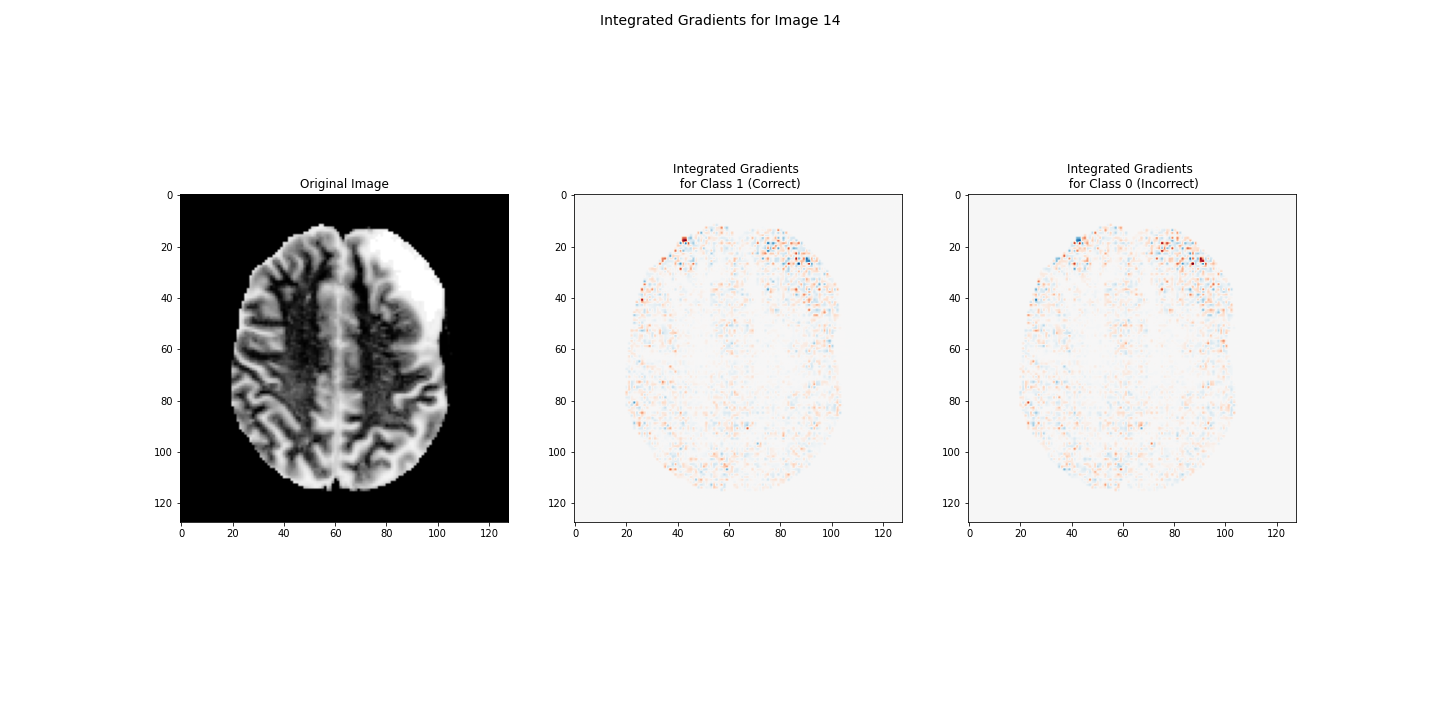 Integrated Gradients for Image 14
Original Image
0
20
40
60
80
100
120
0 20 40 60 80 100 120
Integrated Gradients
for Class 1 (Correct)
0
20
40
60
80
100
120
0 20 40 60 80 100 120
Integrated Gradients
for Class 0 (Incorrect)
0
20
40
60
80
100
120
0 20 40 60 80 100 120